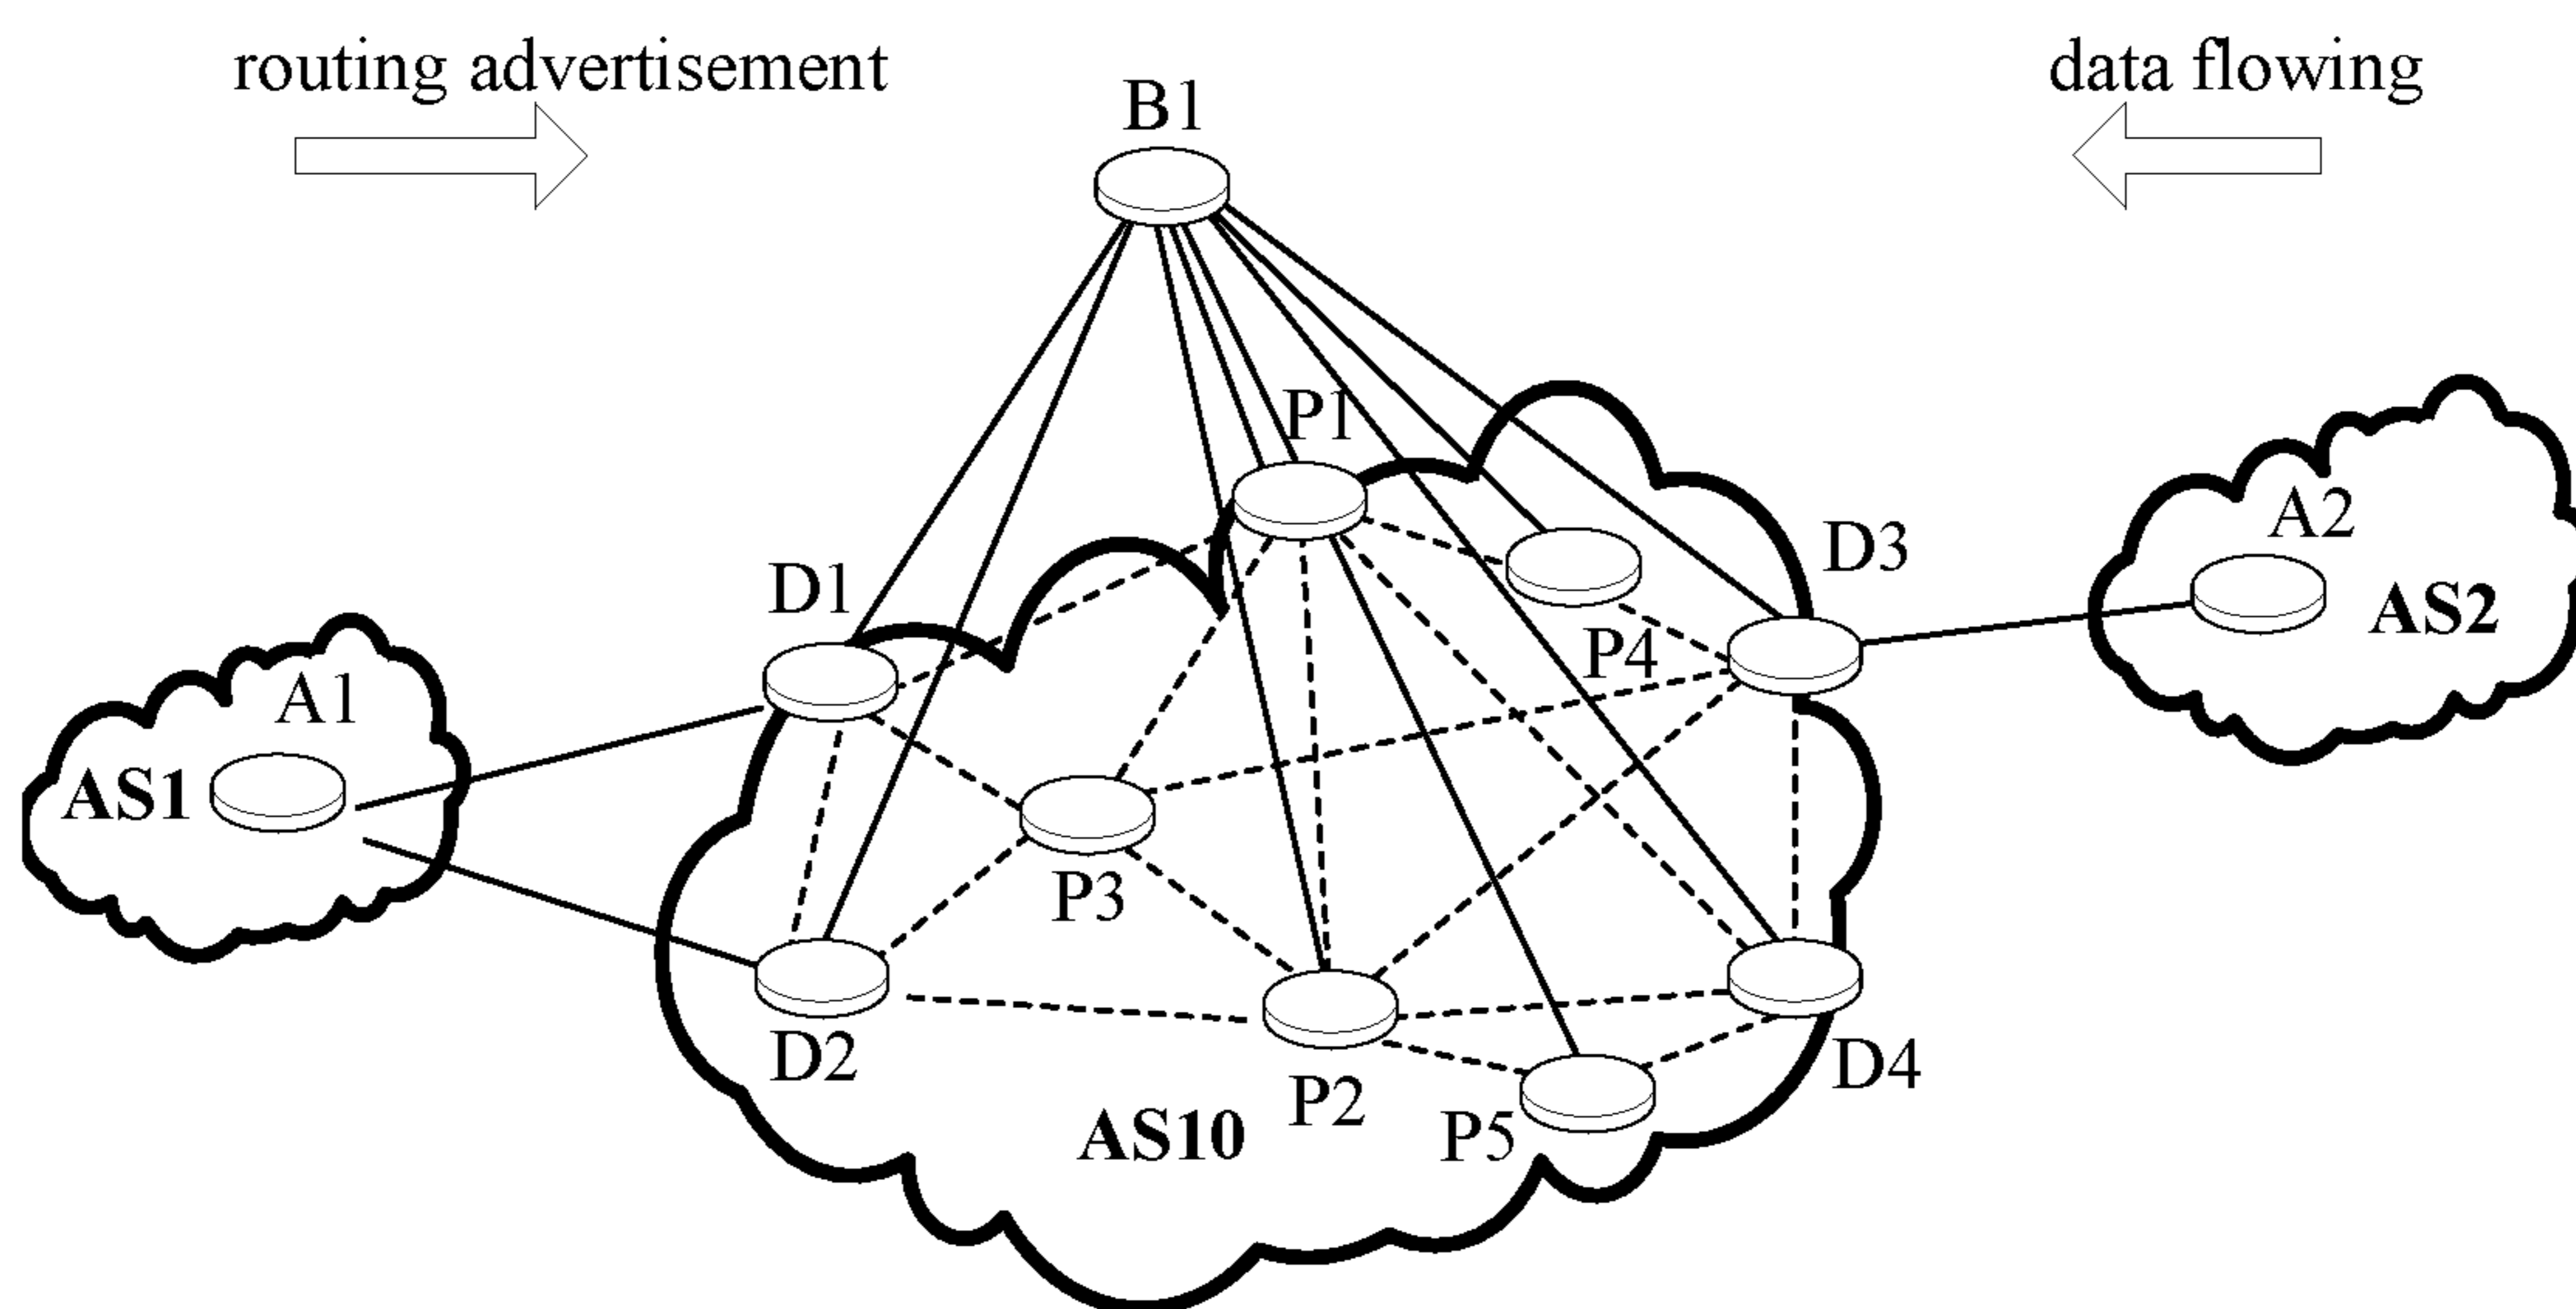 routing advertisement
data flowing
B1
P1
D3
A2
AS2
D1
P4
A1
AS1
P3
D2
P2
D4
P5
AS10